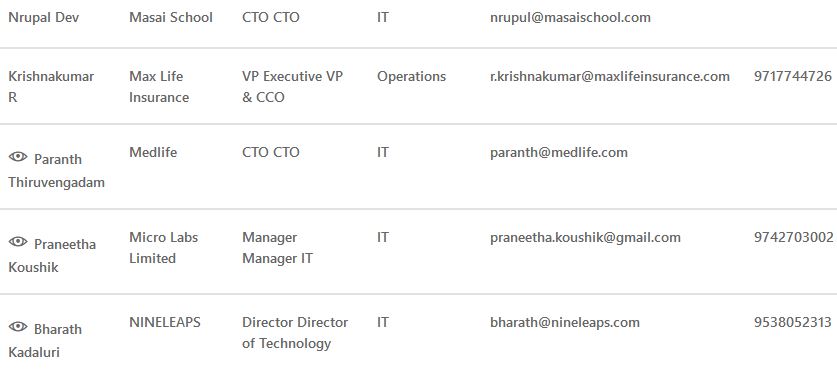 Nrupal Dev Masai School CTO CTO IT nrupul@masaischool.com
Krishnakumar Max Life VP Executive VP Operations r.krishnakumar@maxlifeinsurance.com 9717744726
R Insurance & CCO
Paranth Medlife CTO CTO IT paranth@medlife.com
Thiruvengadam
Praneetha Micro Labs Manager IT praneetha.koushik@gmail.com 9742703002
Koushik Limited Manager IT
Bharath NINELEAPS Director Director IT bharath@nineleaps.com 9538052313
Kadaluri of Technology